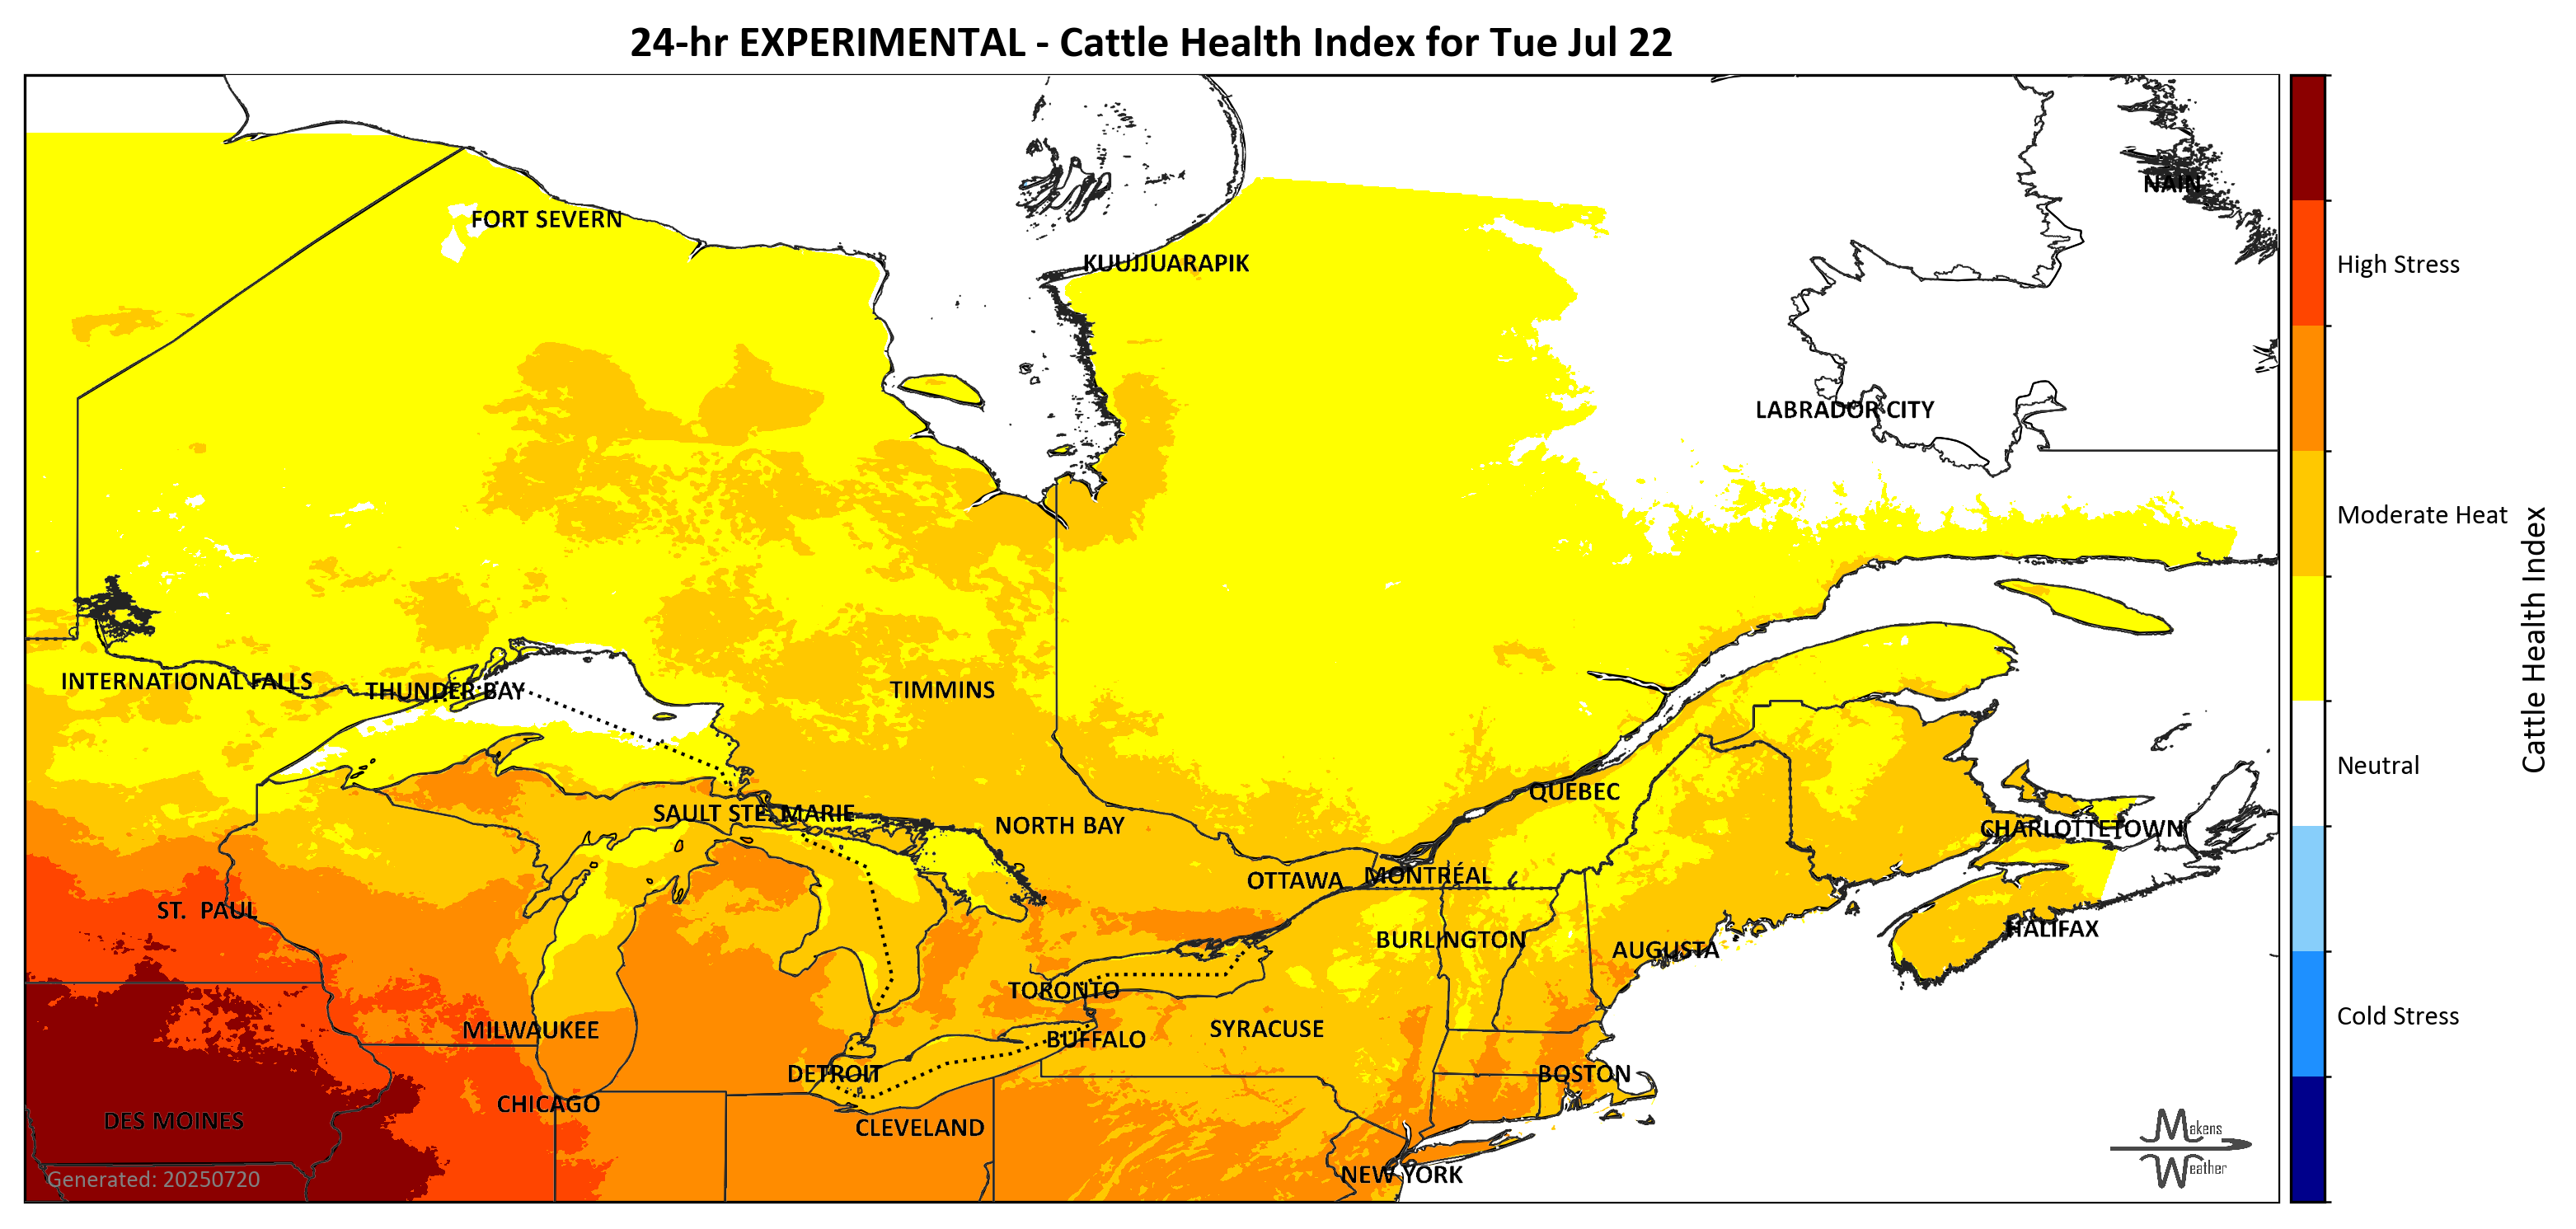 24-hr EXPERIMENTAL - Cattle Health Index for Tue Jul 22
NAIN
FORT SEVERN
KUUJJUARAPIK
High Stress
LABRADOR CITY
Moderate Heat
Cattle Health Index
INTERNATIONAL FALLS
THUNDER BAY
TIMMINS
Neutral
QUEBEC
SAULT STE. MARIE
NORTH BAY
CHARLOTTETOWN
OTTAWA
MONTRÉAL
ST. PAUL
HALIFAX
BURLINGTON
AUGUSTA
TORONTO
Cold Stress
MILWAUKEE
SYRACUSE
BUFFALO
DETROIT
BOSTON
CHICAGO
DES MOINES
CLEVELAND
Makens
Weather
NEW YORK
Generated: 20250720